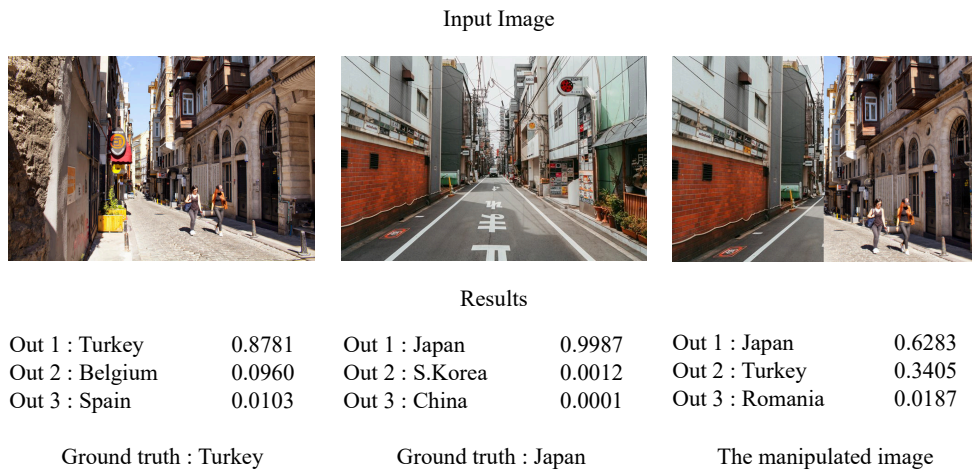 Input Image
止まれ
Results
Out 1 : Turkey 0.8781
Out 2 : Belgium 0.0960
Out 3 : Spain 0.0103
Out 1 : Japan 0.9987
Out 2 : S.Korea 0.0012
Out 3 : China 0.0001
Out 1 : Japan 0.6283
Out 2 : Turkey 0.3405
Out 3 : Romania 0.0187
Ground truth : Turkey
Ground truth : Japan
The manipulated image